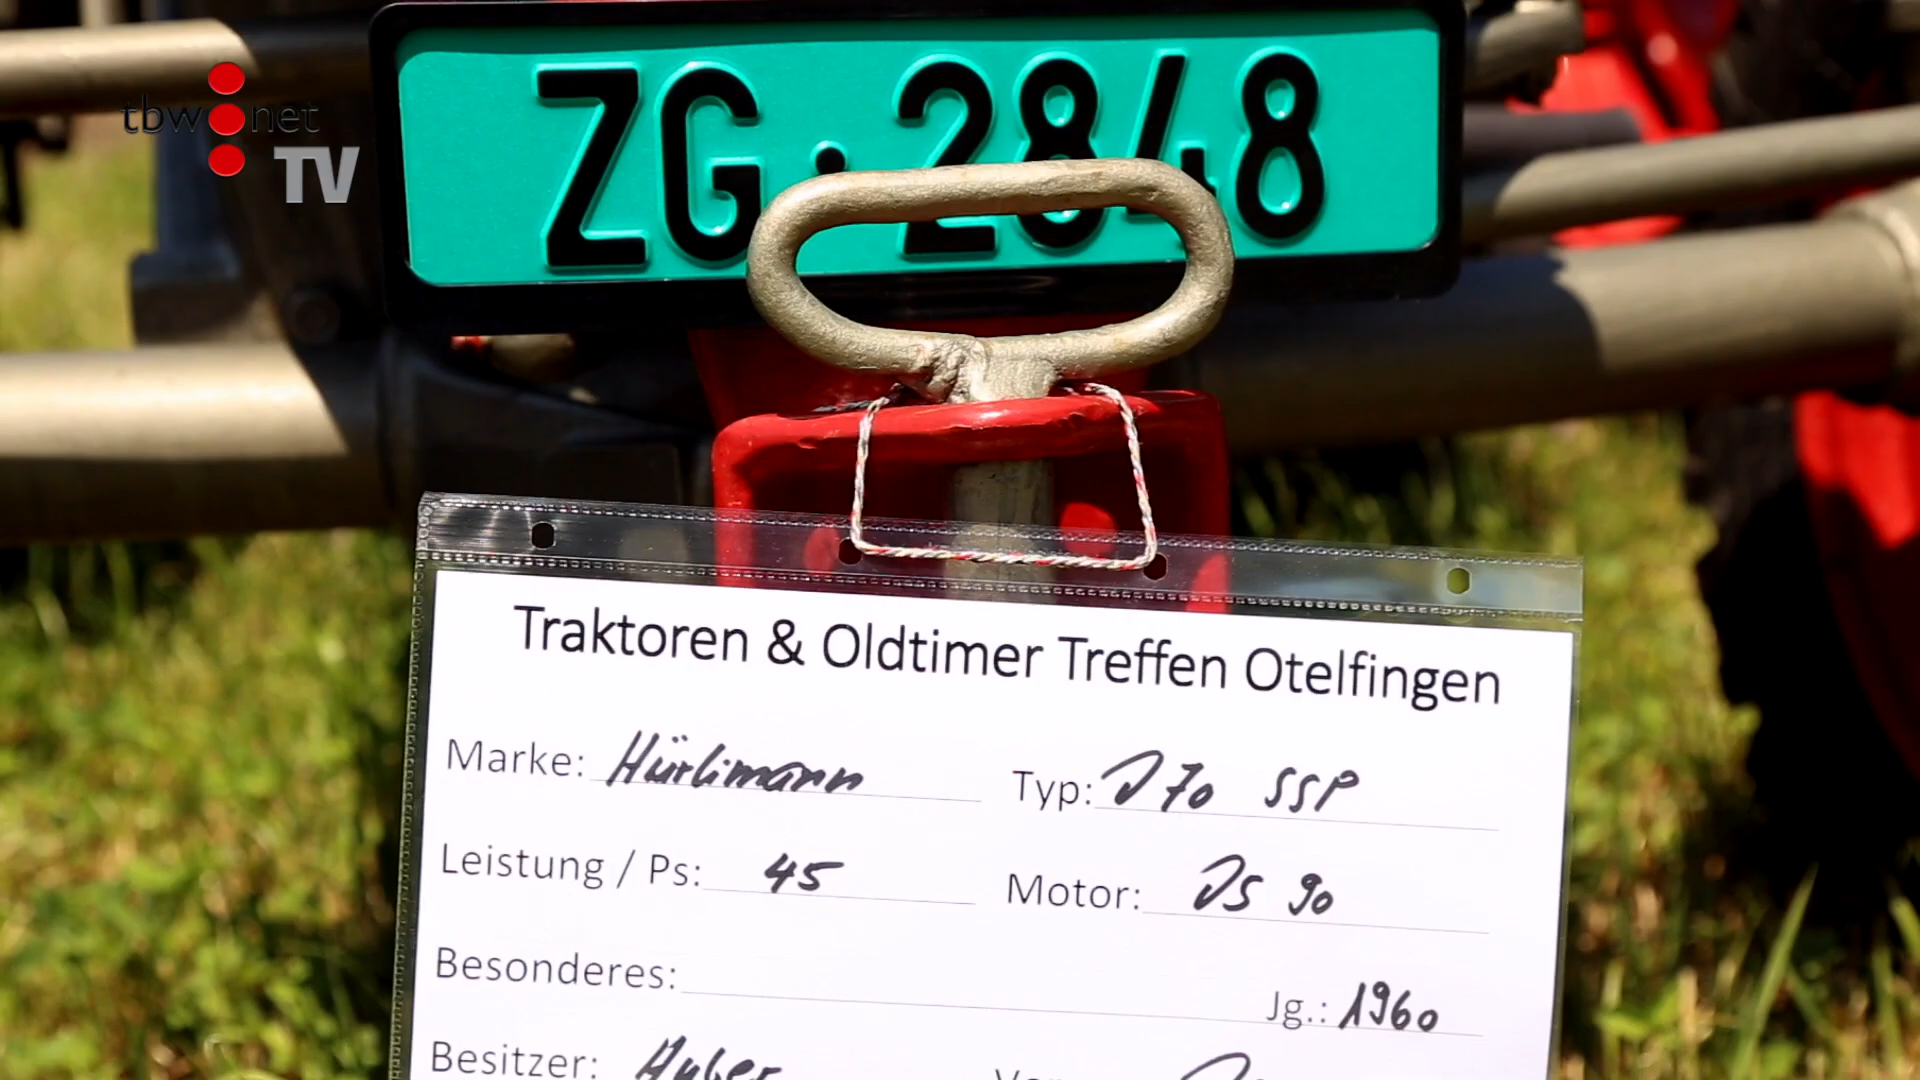 ZG · 2848
tbw net
TV
Traktoren & Oldtimer Treffen Otelfingen
Marke: Hürlimann Typ: D 70 SSP
Leistung / Ps: 45 Motor: DS 90
Besonderes:
Jg.: 1960
Besitzer: Huber